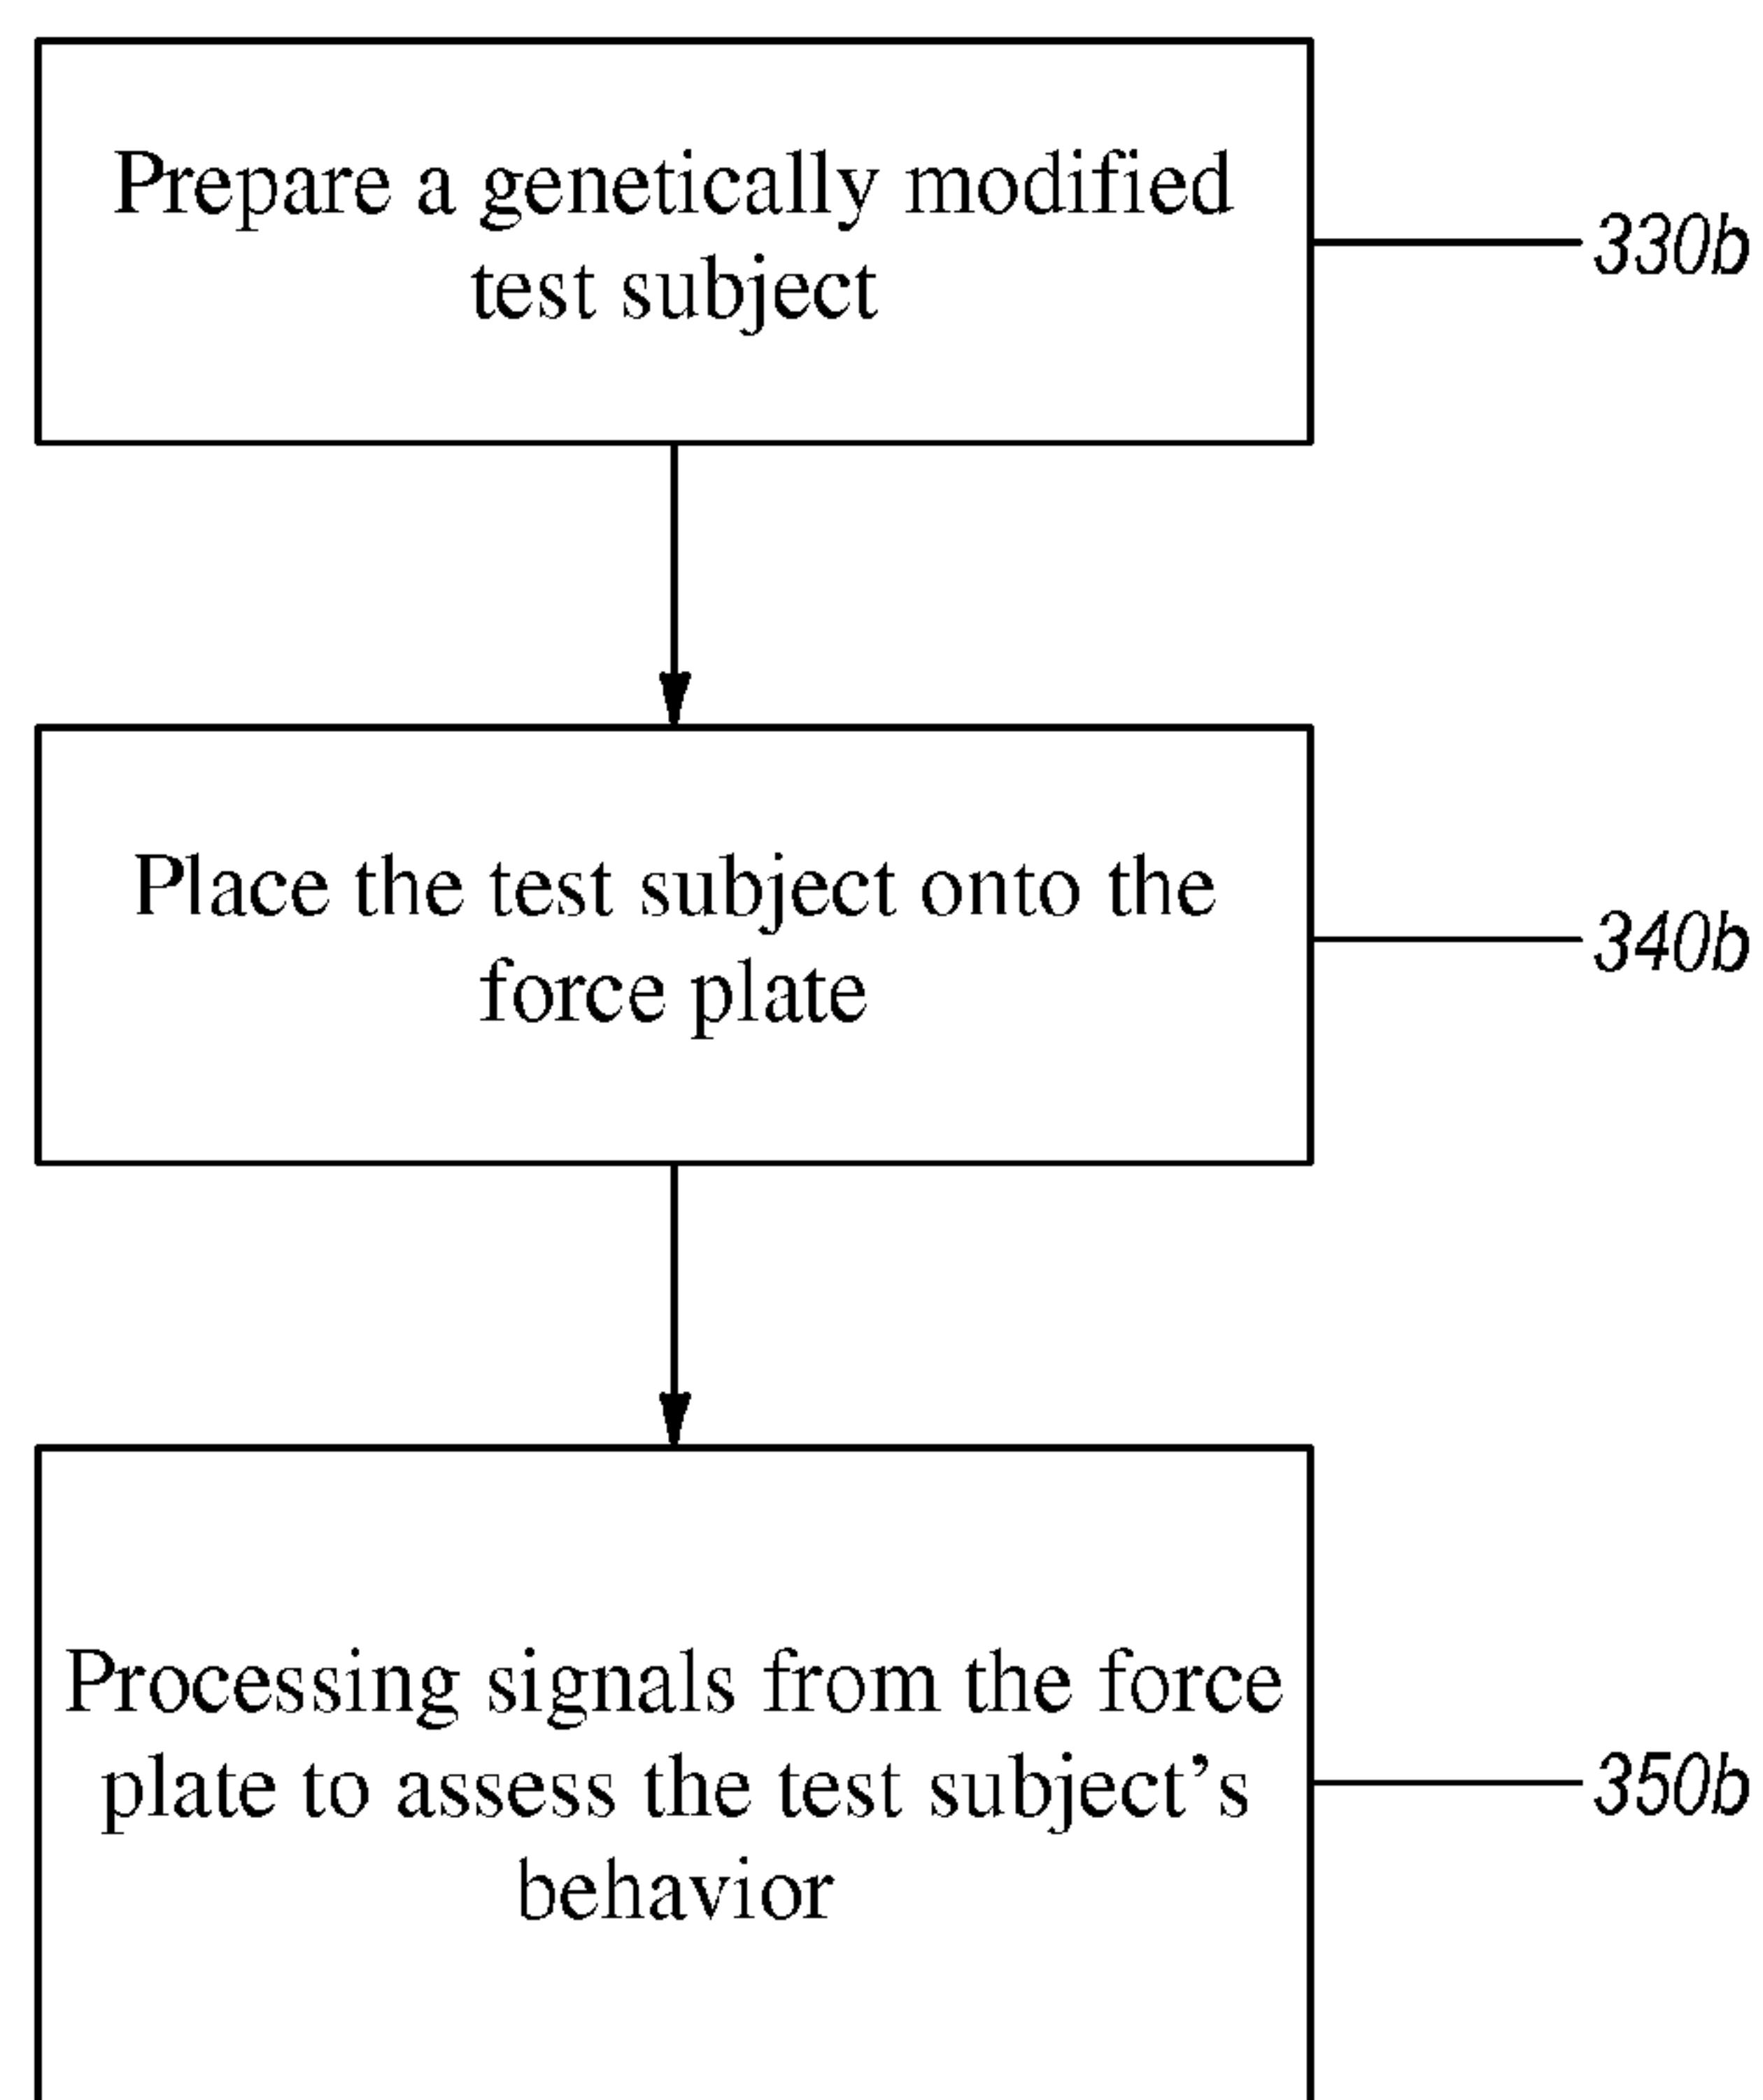 Prepare a genetically modified
test subject
330b
Place the test subject onto the
force plate
340b
Processing signals from the force
plate to assess the test subject’s
behavior
350b